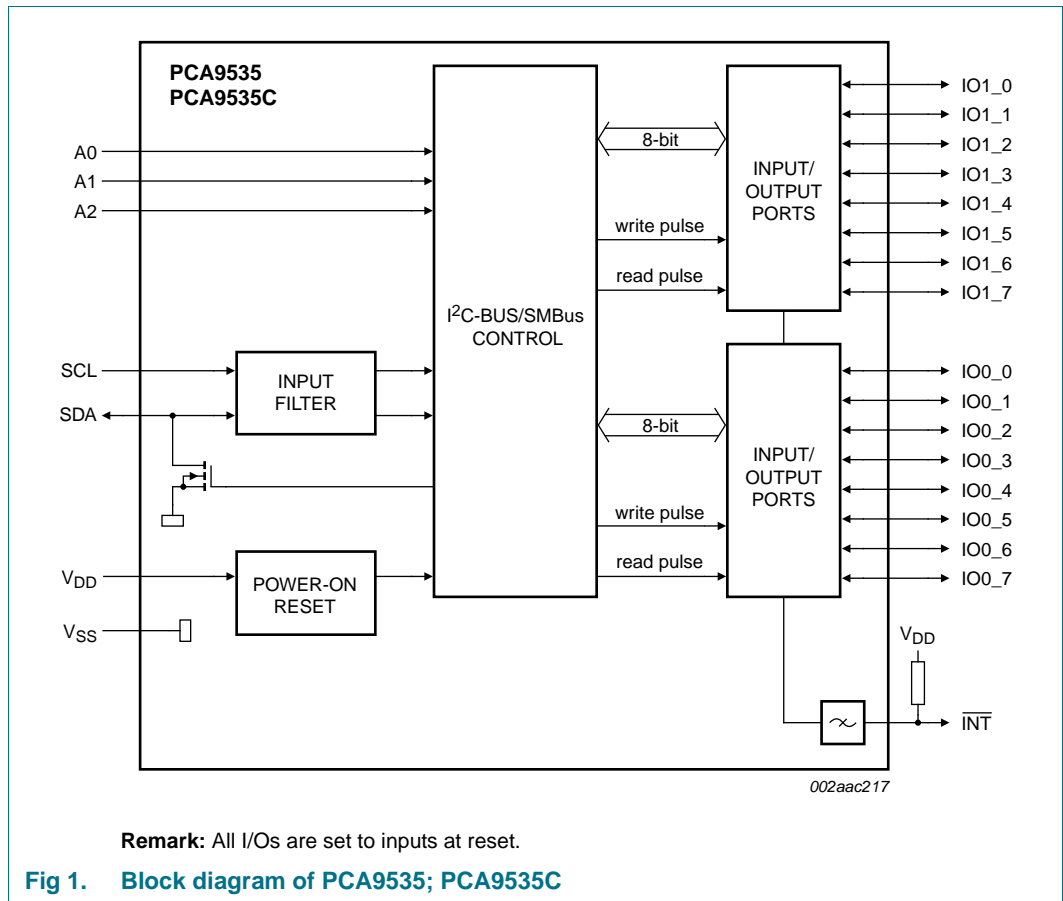 PCA9535
PCA9535C
A0
A1
A2
SCL
SDA
VDD
VSS
INPUT
FILTER
POWER-ON
RESET
I2C-BUS/SMBus
CONTROL
8-bit
write pulse
read pulse
INPUT/
OUTPUT
PORTS
IO1_0
IO1_1
IO1_2
IO1_3
IO1_4
IO1_5
IO1_6
IO1_7
8-bit
write pulse
read pulse
INPUT/
OUTPUT
PORTS
IO0_0
IO0_1
IO0_2
IO0_3
IO0_4
IO0_5
IO0_6
IO0_7
VDD
INT
002aac217
Remark: All I/Os are set to inputs at reset.
Fig 1. Block diagram of PCA9535; PCA9535C